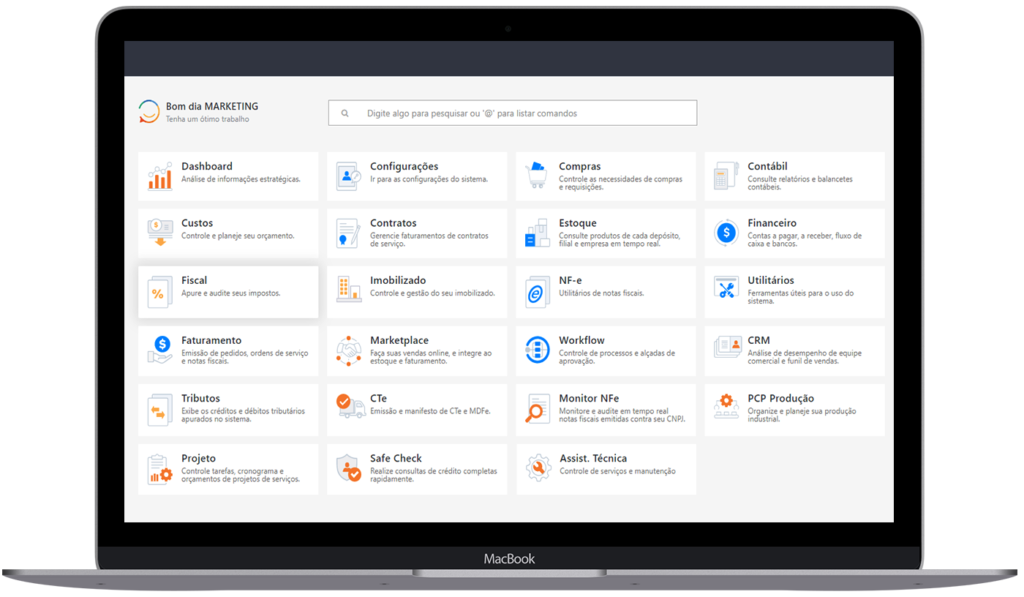 Bom dia MARKETING
Tenha um ótimo trabalho
Digite algo para pesquisar ou '@' para listar comandos
Dashboard
Análise de informações estratégicas.
Configurações
Ir para as configurações do sistema.
Compras
Controle as necessidades de compras
e requisições.
Contábil
Consulte relatórios e balancetes
contábeis.
Custos
Controle e planeje seu orçamento.
Contratos
Gerencie faturamentos de contratos
de serviço.
Estoque
Consulte produtos de cada depósito,
filial e empresa em tempo real.
Financeiro
Contas a pagar, a receber, fluxo de
caixa e bancos.
Fiscal
Apure e audite seus impostos.
Imobilizado
Controle e gestão do seu imobilizado.
NF-e
Utilitários de notas fiscais.
Utilitários
Ferramentas úteis para o uso do
sistema.
Faturamento
Emissão de pedidos, ordens de serviço
e notas fiscais.
Marketplace
Faça suas vendas online, e integre ao
estoque e faturamento.
Workflow
Controle de processos e alçadas de
aprovação.
CRM
Análise de desempenho de equipe
comercial e funil de vendas.
Tributos
Exibe os créditos e débitos tributários
apurados no sistema.
CTe
Emissão e manifesto de CTe e MDFe.
Monitor NFe
Monitore e audite em tempo real
notas fiscais emitidas contra seu CNPJ.
PCP Produção
Organize e planeje sua produção
industrial.
Projeto
Controle tarefas, cronograma e
orçamentos de projetos de serviços.
Safe Check
Realize consultas de crédito completas
rapidamente.
Assist. Técnica
Controle de serviços e manutenção
MacBook